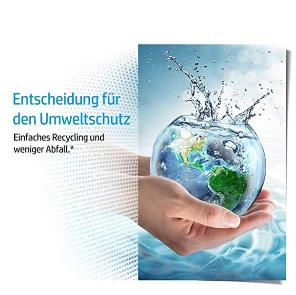 Entscheidung für
den Umweltschutz
Einfaches Recycling und
weniger Abfall.*